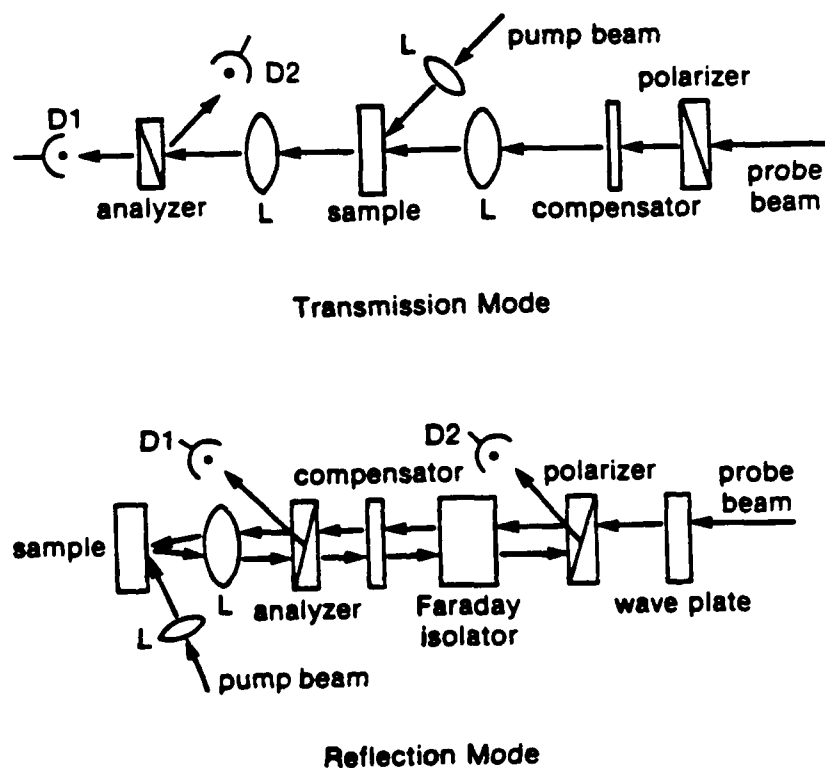 L
pump beam
D2
polarizer
D1
probe
beam
analyzer
L
sample
L
compensator
Transmission Mode
D1
D2
compensator
polarizer
probe
beam
sample
L
analyzer
Faraday
isolator
wave plate
L
pump beam
Reflection Mode